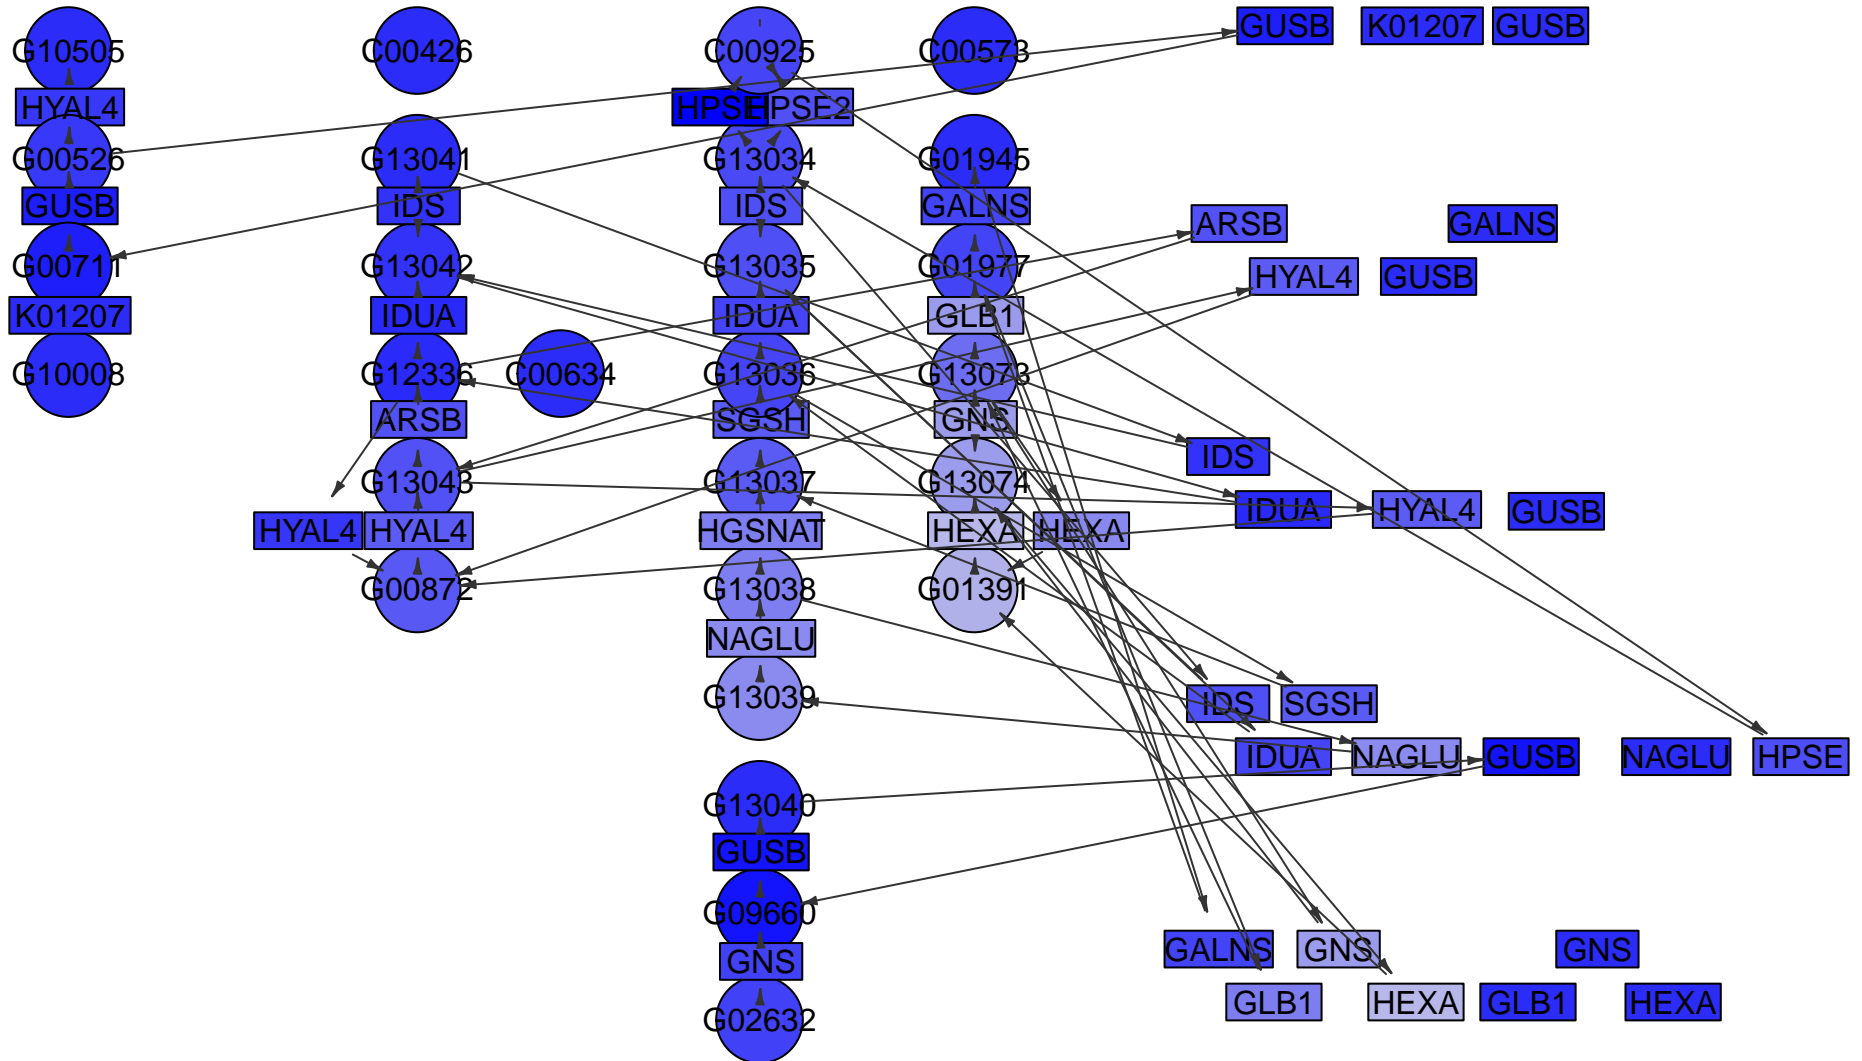 G10505 C00426 C00925 C00573 GUSB K01207 GUSB
HYAL4 HPSE HPSE2
G00526 G13041 G13034 G01945
GUSB IDS IDS GALNS ARSB GALNS
G00711 G13042 G13035 G01977 HYAL4 GUSB
K01207 IDUA IDUA GLB1
G10008 G12336 C00634 G13036 G13073
ARSB SGSH GNS
IDS
G13043 G13037 G13074
IDUA HYAL4 GUSB
HYAL4 HYAL4 HGSNAT HEXA HEXA
G00872 G13038 G01391
NAGLU
G13039 IDS SGSH
IDUA NAGLU GUSB NAGLU HPSE
G13040
GUSB
G09660
GNS GALNS GNS GNS
GLB1 HEXA GLB1 HEXA
G02632